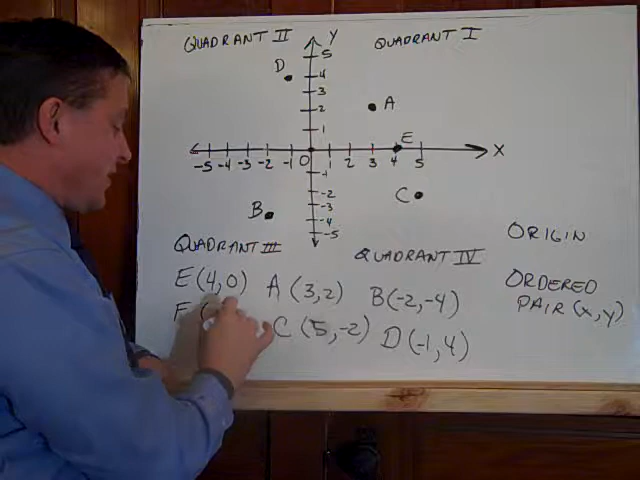 QUADRANT II
Y
QUADRANT I
5
D
4
3
A
2
1
E
-5 -4 -3 -2 -1 0 1 2 3 4 5 X
-1
C
-2
B
-3
-4
-5
QUADRANT III
QUADRANT IV
ORIGIN
E(4,0) A (3,2) B(-2,-4)
ORDERED
PAIR (x,y)
F( C (5,-2) D(-1,4)